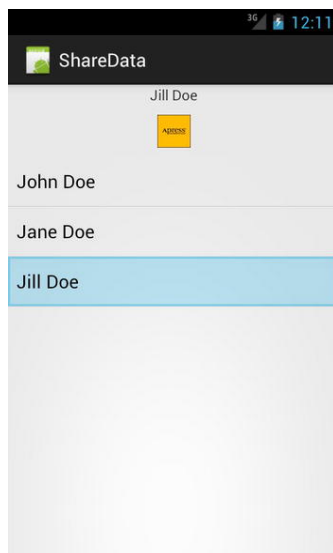 3G 12:11
ShareData
Jill Doe
Apress
John Doe
Jane Doe
Jill Doe